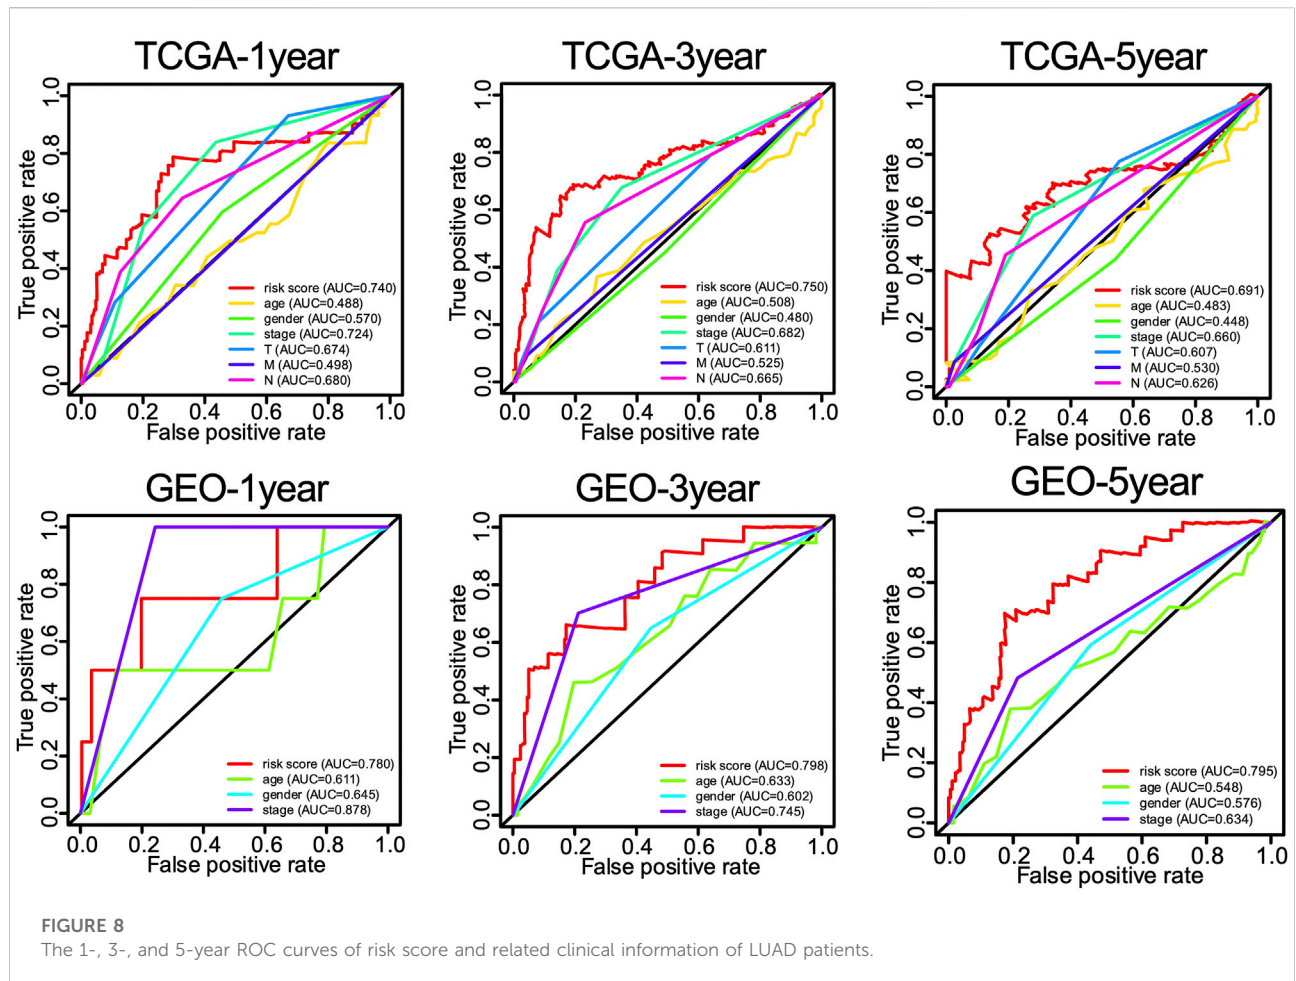 TCGA-1year
True positive rate
0.0 0.2 0.4 0.6 0.8 1.0
risk score (AUC=0.740)
age (AUC=0.488)
gender (AUC=0.570)
stage (AUC=0.724)
T (AUC=0.674)
M (AUC=0.498)
N (AUC=0.680)
0.0 0.2 0.4 0.6 0.8 1.0
False positive rate
TCGA-3year
True positive rate
0.0 0.2 0.4 0.6 0.8 1.0
risk score (AUC=0.750)
age (AUC=0.508)
gender (AUC=0.480)
stage (AUC=0.682)
T (AUC=0.611)
M (AUC=0.525)
N (AUC=0.665)
0.0 0.2 0.4 0.6 0.8 1.0
False positive rate
TCGA-5year
True positive rate
0.0 0.2 0.4 0.6 0.8 1.0
risk score (AUC=0.691)
age (AUC=0.483)
gender (AUC=0.448)
stage (AUC=0.660)
T (AUC=0.607)
M (AUC=0.530)
N (AUC=0.626)
0.0 0.2 0.4 0.6 0.8 1.0
False positive rate
GEO-1year
True positive rate
0.0 0.2 0.4 0.6 0.8 1.0
risk score (AUC=0.780)
age (AUC=0.611)
gender (AUC=0.645)
stage (AUC=0.878)
0.0 0.2 0.4 0.6 0.8 1.0
False positive rate
GEO-3year
True positive rate
0.0 0.2 0.4 0.6 0.8 1.0
risk score (AUC=0.798)
age (AUC=0.633)
gender (AUC=0.602)
stage (AUC=0.745)
0.0 0.2 0.4 0.6 0.8 1.0
False positive rate
GEO-5year
True positive rate
0.0 0.2 0.4 0.6 0.8 1.0
risk score (AUC=0.795)
age (AUC=0.548)
gender (AUC=0.576)
stage (AUC=0.634)
0.0 0.2 0.4 0.6 0.8 1.0
False positive rate
FIGURE 8
The 1-, 3-, and 5-year ROC curves of risk score and related clinical information of LUAD patients.